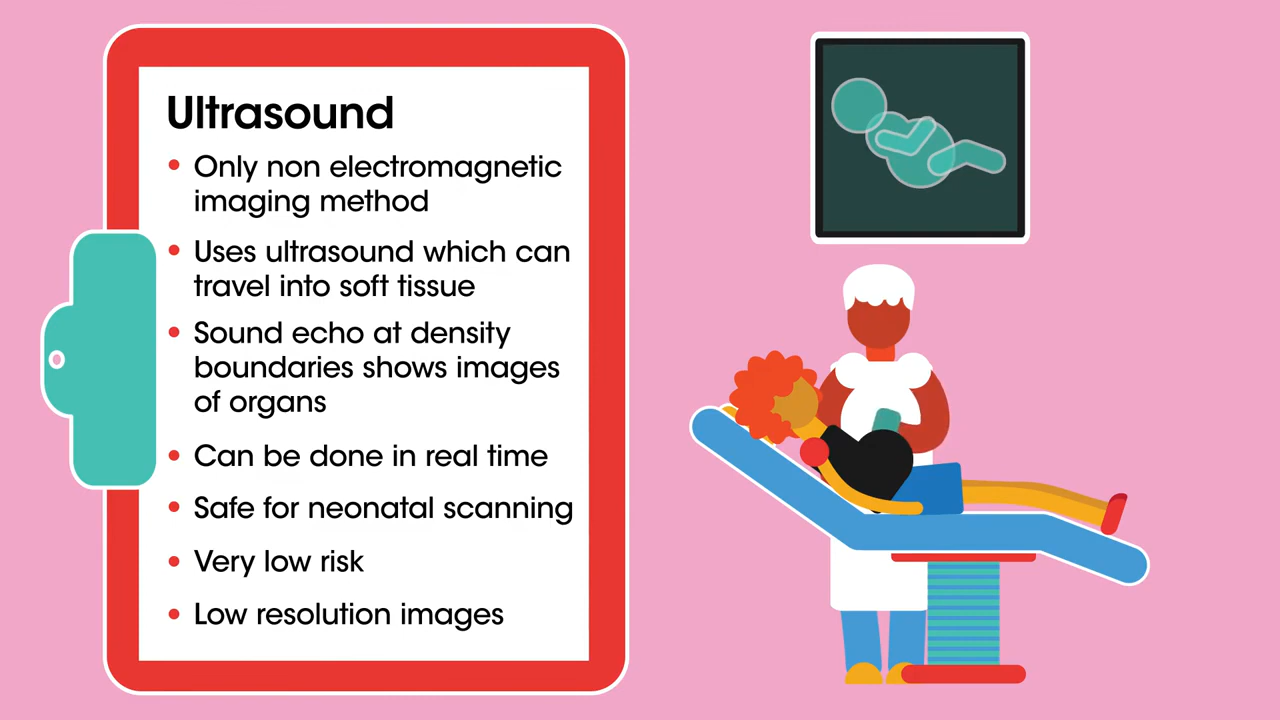 Ultrasound
• Only non electromagnetic
imaging method
• Uses ultrasound which can
travel into soft tissue
• Sound echo at density
boundaries shows images
of organs
• Can be done in real time
• Safe for neonatal scanning
• Very low risk
• Low resolution images